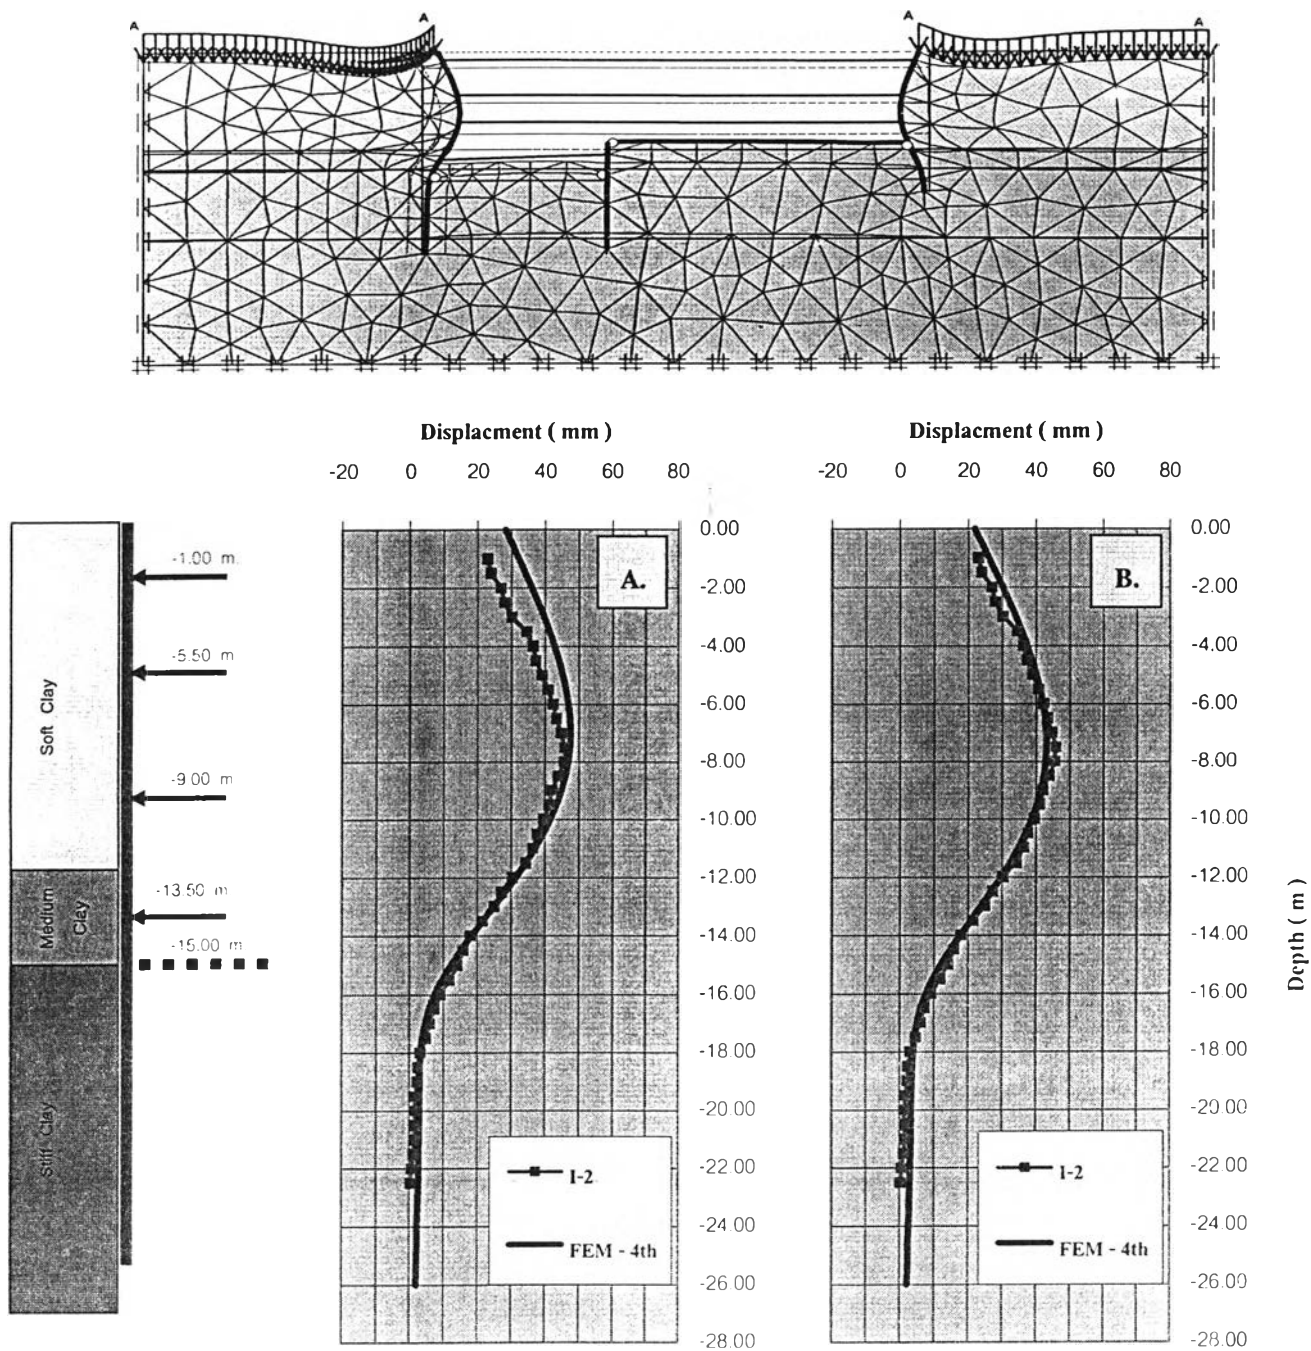 A A A A
Displacment ( mm ) Displacment ( mm )
-20 0 20 40 60 80 -20 0 20 40 60 80
0.00 0.00
-1.00 m.
A. B.
-2.00 -2.00
-4.00 -4.00
-5.50 m
-6.00 -6.00
Soft Clay
-8.00 -8.00
-9.00 m
-10.00 -10.00
-12.00 -12.00
-13.50 m
Medium
Clay
Depth ( m )
-14.00 -14.00
-15.00 m
-16.00 -16.00
-18.00 -18.00
-20.00 -20.00
Stiff Clay
-22.00 -22.00
I-2 I-2
-24.00 -24.00
FEM - 4th FEM - 4th
-26.00 -26.00
-28.00 -28.00